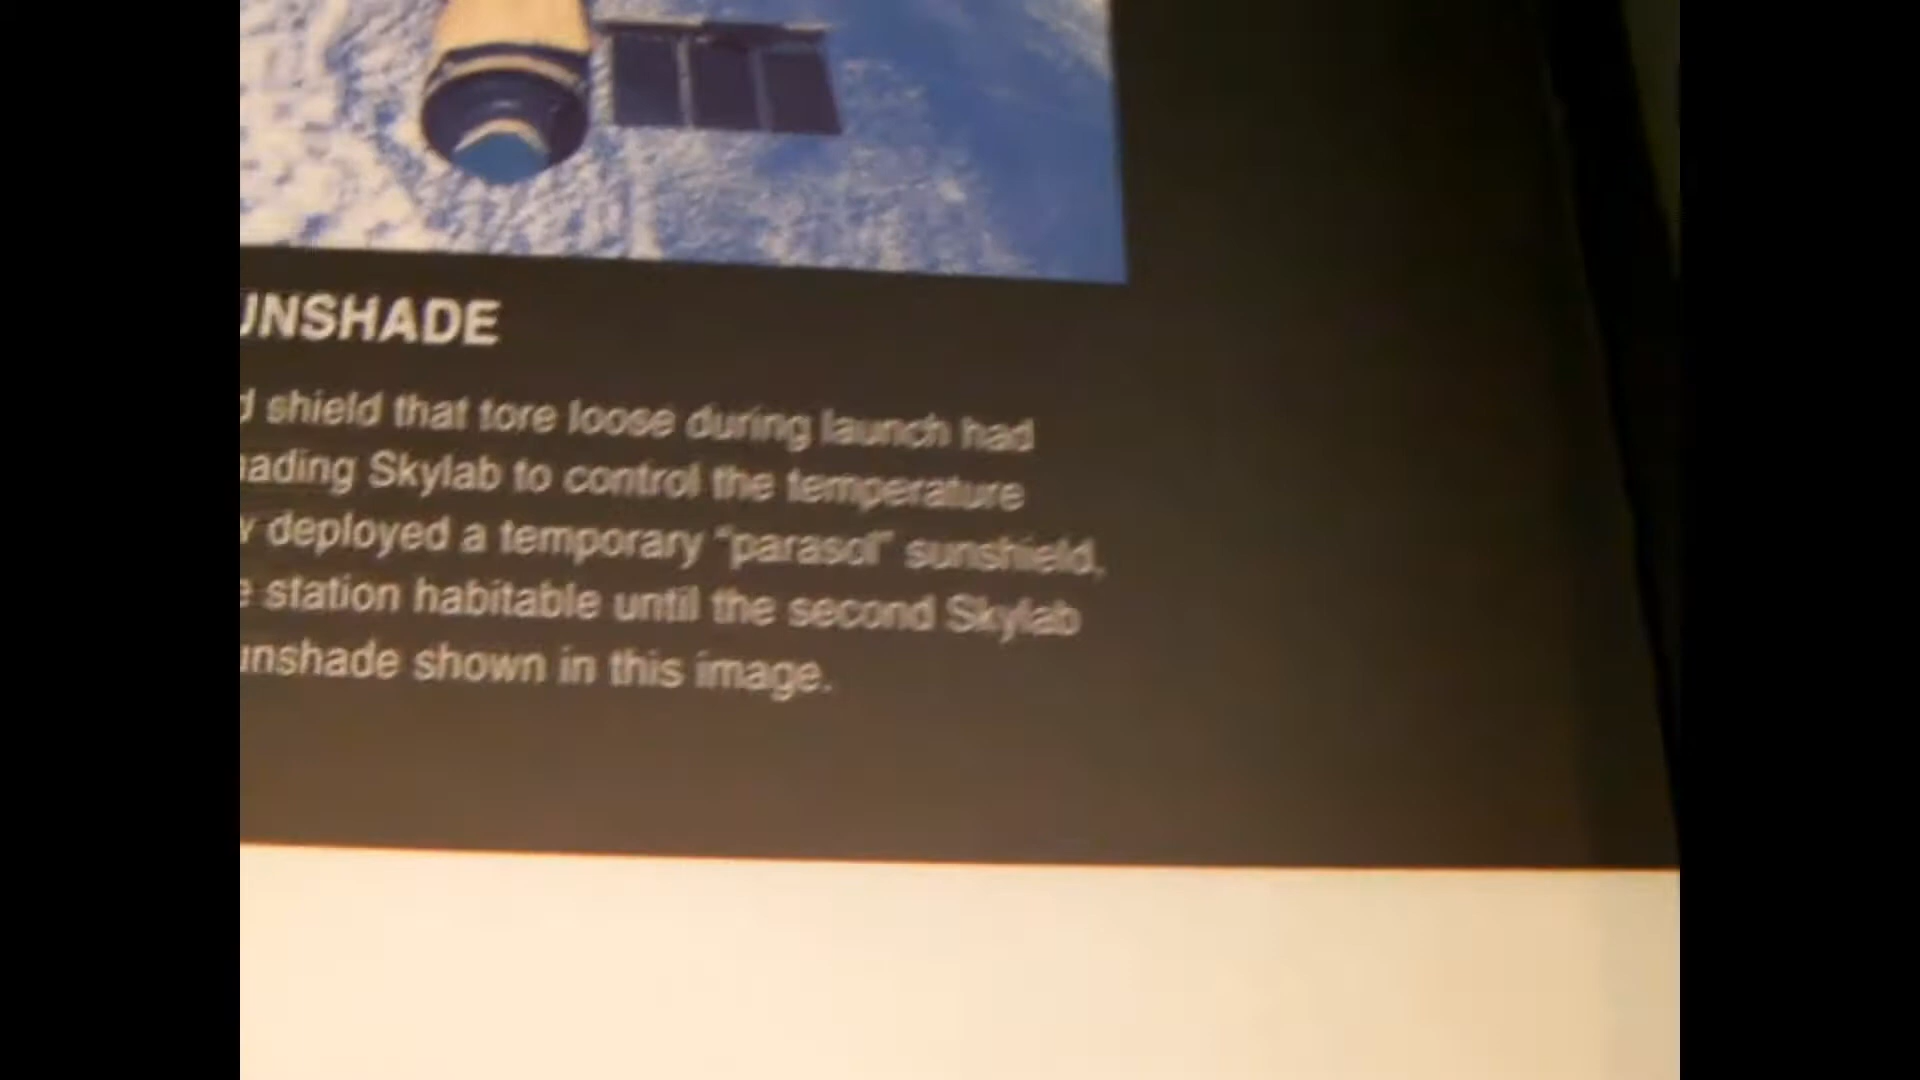 UNSHADE
d shield that tore loose during launch had
ading Skylab to control the temperature
deployed a temporary “parasol” sunshield,
e station habitable until the second Skylab
unshade shown in this image.